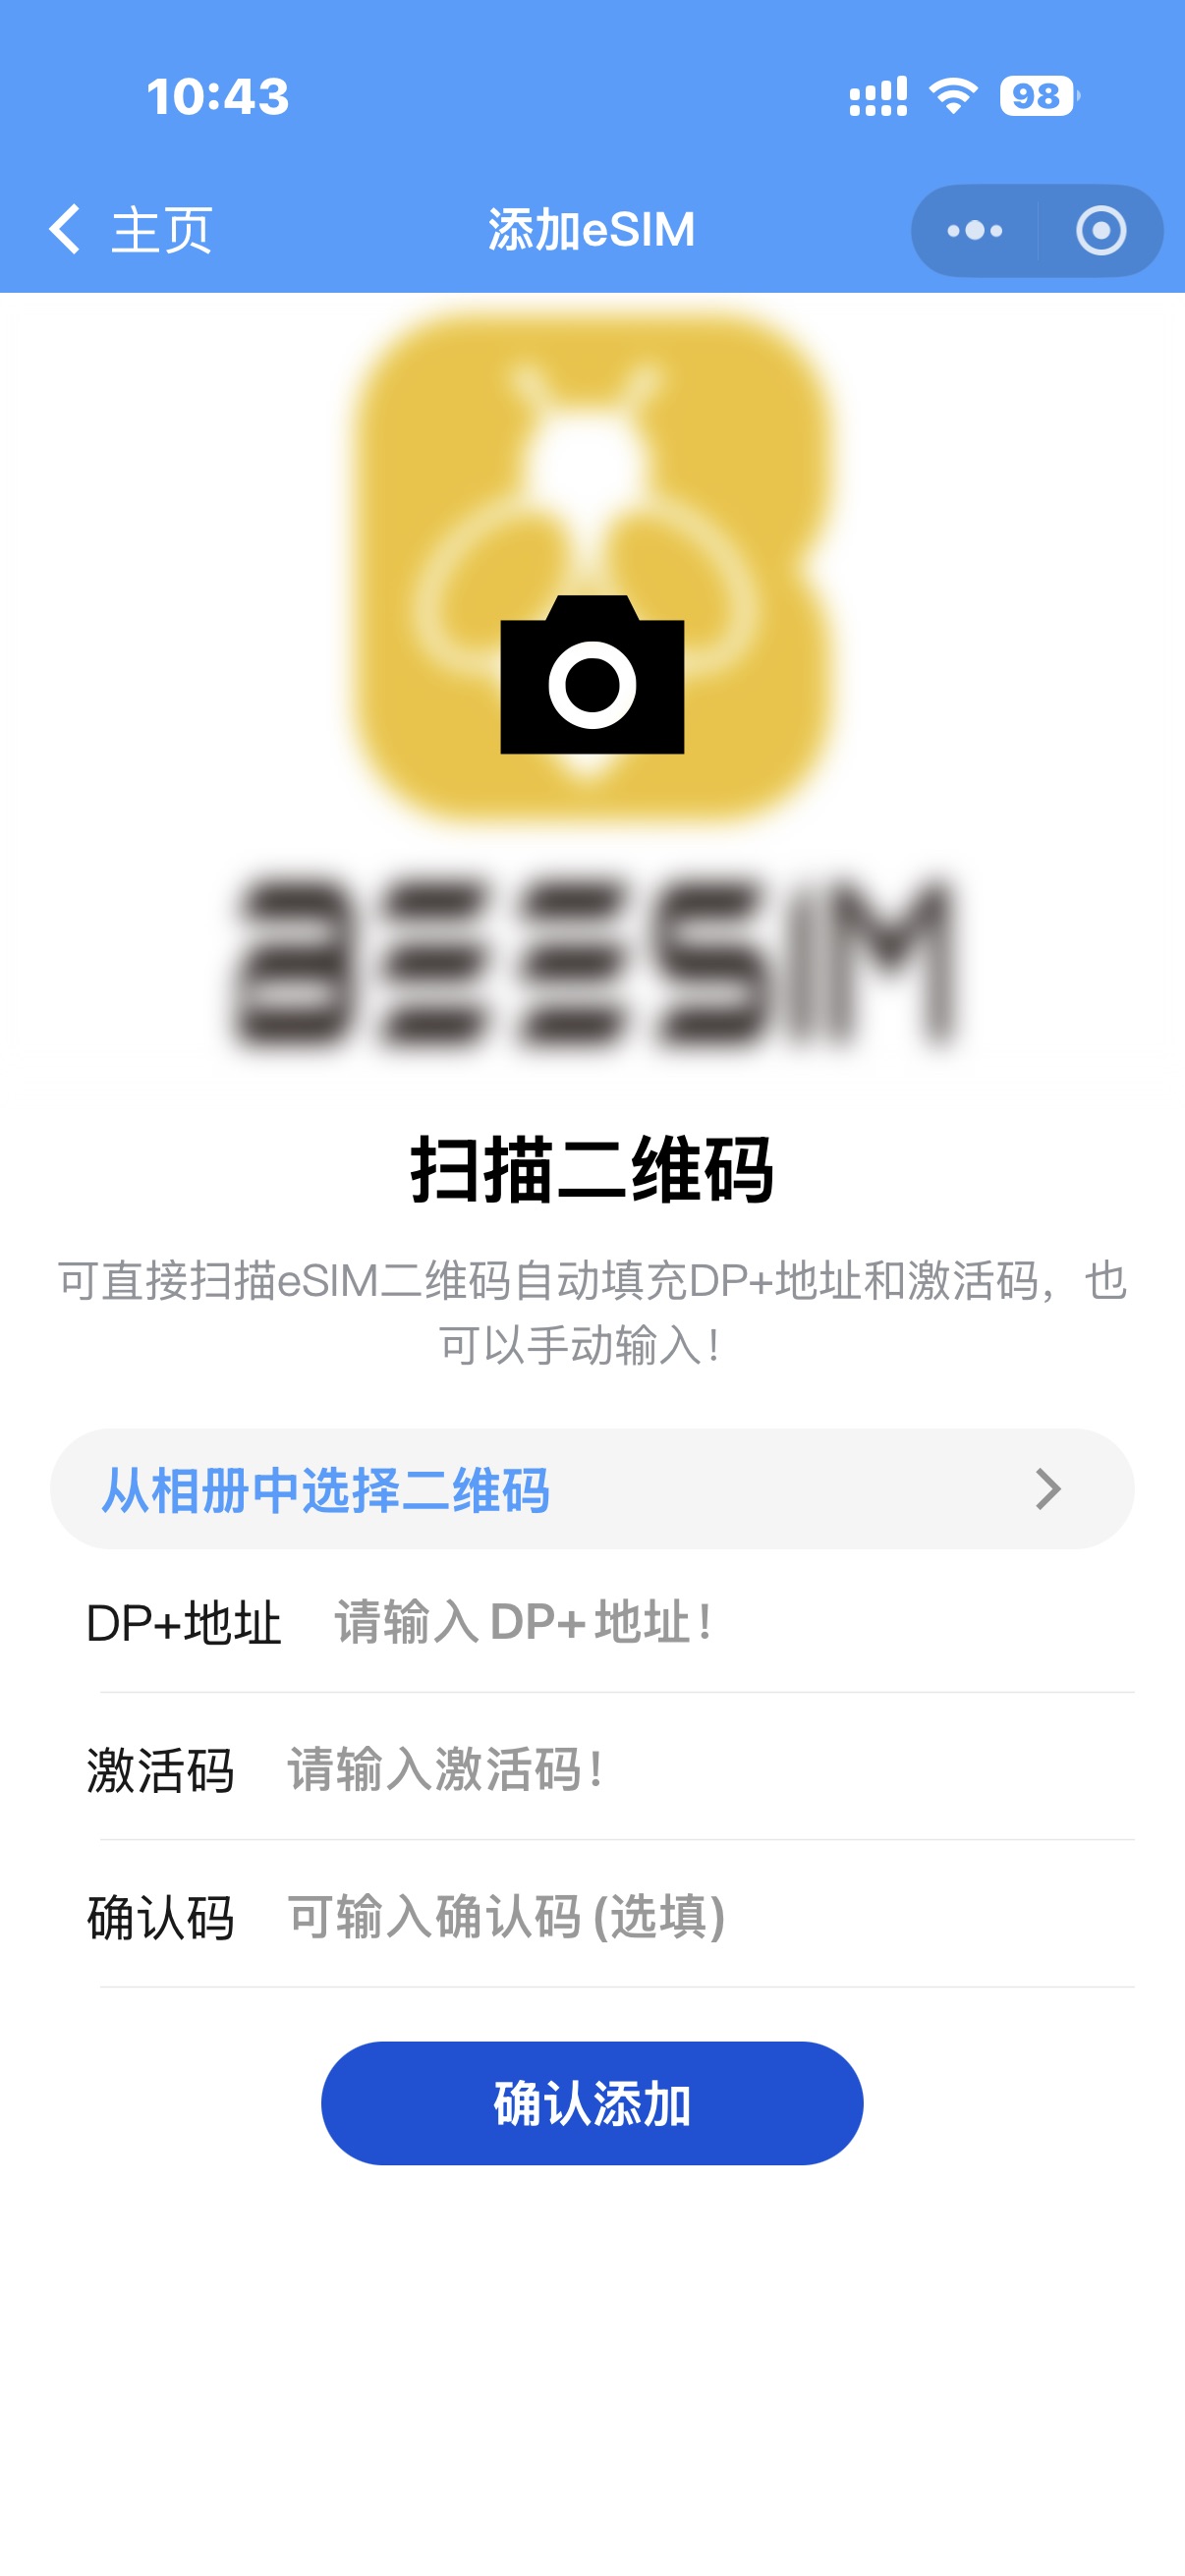 10:43
98
主页
添加eSIM
BEESIM
扫描二维码
可直接扫描eSIM二维码自动填充DP+地址和激活码，也
可以手动输入！
从相册中选择二维码
DP+地址 请输入 DP+ 地址！
激活码 请输入激活码！
确认码 可输入确认码 (选填)
确认添加